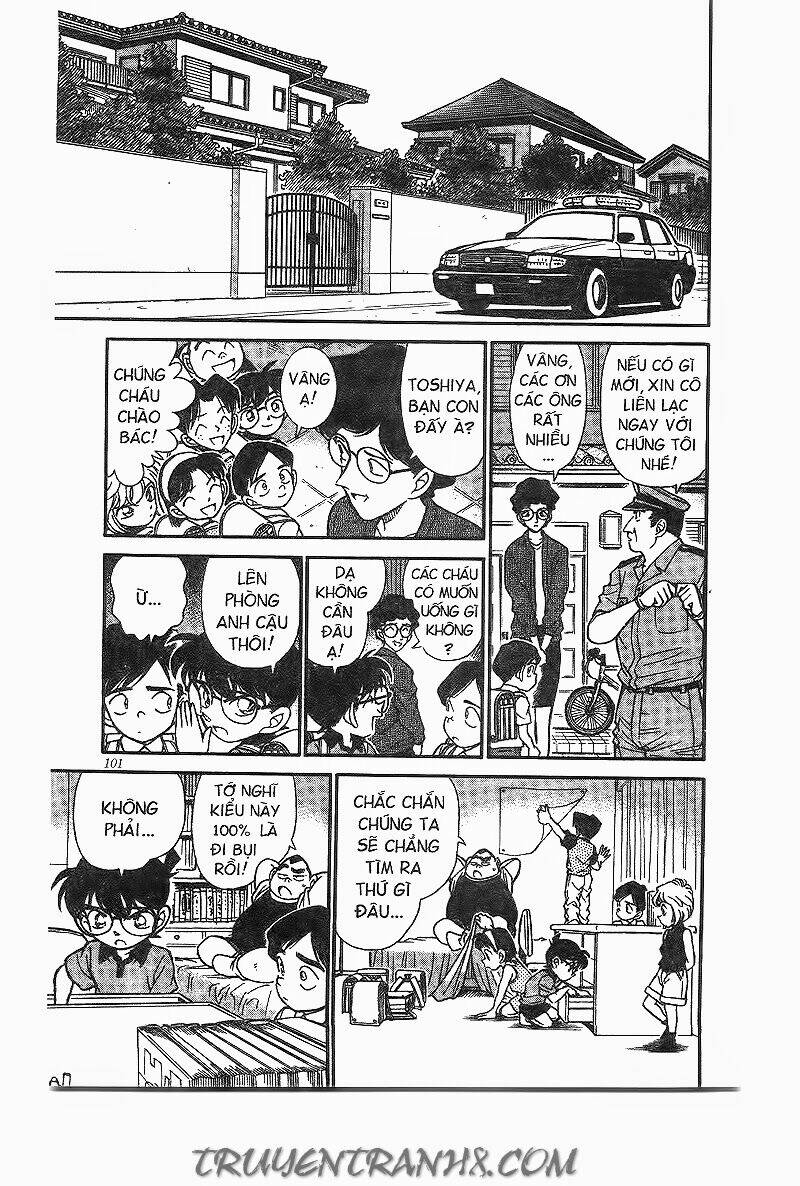 NẾU CÓ GÌ
MỚI, XIN CÔ
LIÊN LẠC
NGAY VỚI
CHÚNG TÔI
NHÉ!
VÂNG,
CÁC ƠN
CÁC ÔNG
RẤT
NHIỀU
...
TOSHIYA,
BẠN CON
ĐẤY À?
VÂNG
Ạ!
CHÚNG
CHÁU
CHÀO
BÁC!
CÁC CHÁU
CÓ MUỐN
UỐNG GÌ
KHÔNG?
DẠ
KHÔNG
CẦN
ĐÂU
Ạ!
LÊN
PHÒNG
ANH CẬU
THÔI!
Ừ...
101
CHẮC CHẮN
CHÚNG TA
SẼ CHẲNG
TÌM RA
THỨ GÌ
ĐÂU...
TỚ NGHĨ
KIỂU NÀY
100% LÀ
ĐI BỤI
RỒI!
KHÔNG
PHẢI...
TRUYENTRANH8.COM